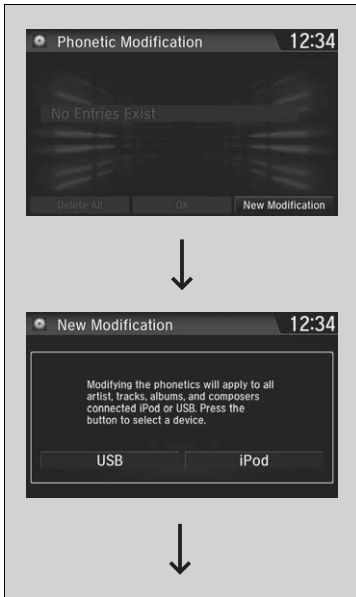 Phonetic Modification 12:34
No Entries Exist
Delete All OK New Modification
New Modification 12:34
Modifying the phonetics will apply to all
artist, tracks, albums, and composers
connected iPod or USB. Press the
button to select a device.
USB iPod